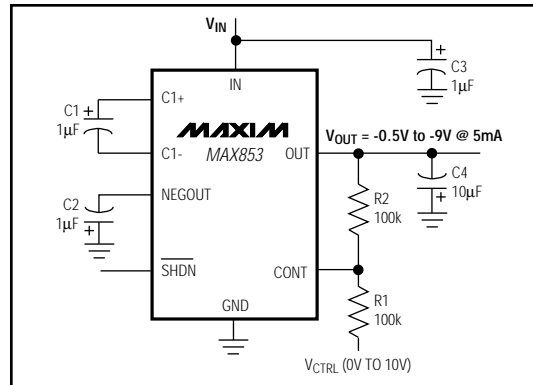 VIN
C3
1µF
C1
1µF
C1+
IN
MAXIM
MAX853
C1-
OUT
VOUT = -0.5V to -9V @ 5mA
C4
10µF
NEGOUT
C2
1µF
R2
100k
SHDN
CONT
R1
100k
GND
VCTRL (0V TO 10V)